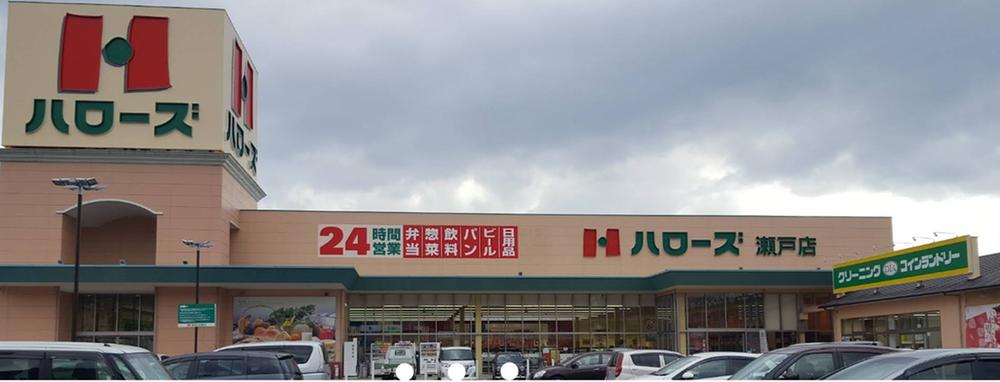 H
ハローズ
H
ハローズ
24 時間営業 弁当 惣菜 飲料 パン ビール 日用品
H ハローズ 瀬戸店
クリーニング コインランドリー